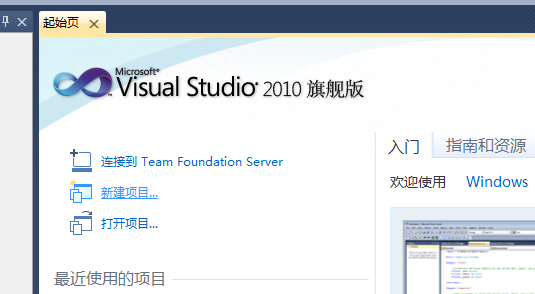 起始页
Microsoft®
Visual Studio® 2010 旗舰版
连接到 Team Foundation Server
新建项目...
打开项目...
最近使用的项目
入门
指南和资源
欢迎使用
Windows